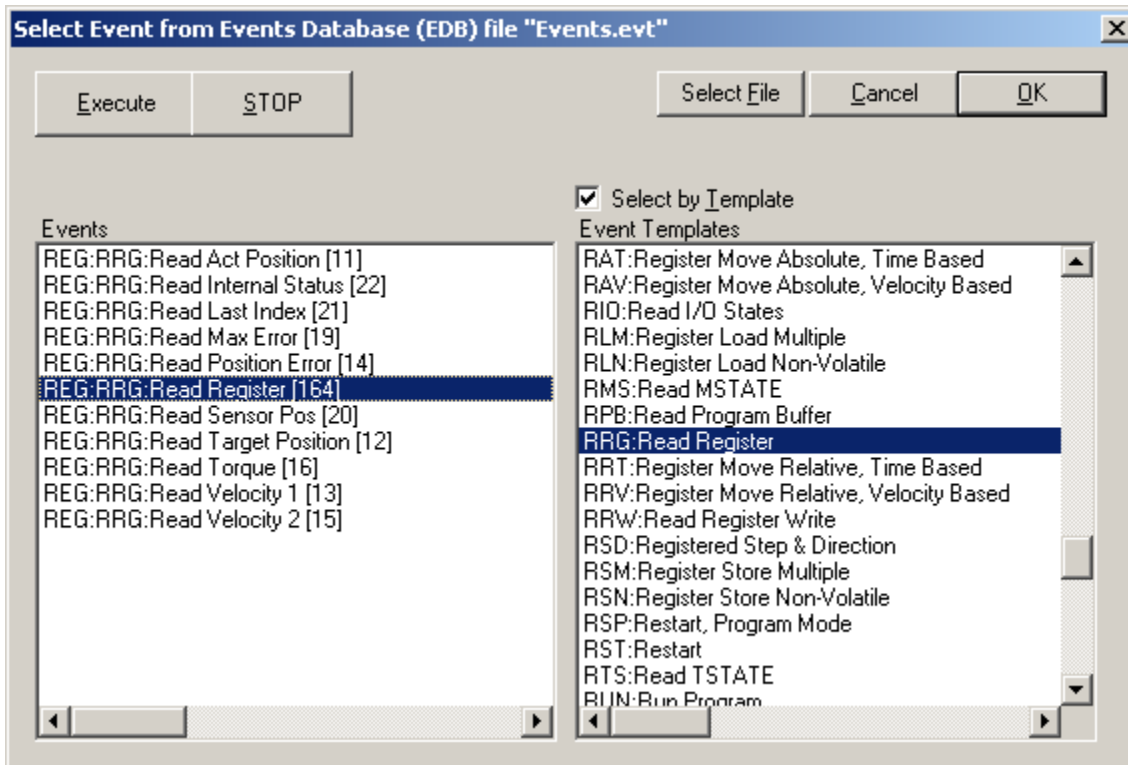 Select Event from Events Database (EDB) file "Events.evt"
Execute
STOP
Select File
Cancel
OK
Select by Template
Events
Event Templates
REG:RRG:Read Act Position [11]
REG:RRG:Read Internal Status [22]
REG:RRG:Read Last Index [21]
REG:RRG:Read Max Error [19]
REG:RRG:Read Position Error [14]
REG:RRG:Read Register [164]
REG:RRG:Read Sensor Pos [20]
REG:RRG:Read Target Position [12]
REG:RRG:Read Torque [16]
REG:RRG:Read Velocity 1 [13]
REG:RRG:Read Velocity 2 [15]
RAT:Register Move Absolute, Time Based
RAV:Register Move Absolute, Velocity Based
RIO:Read I/O States
RLM:Register Load Multiple
RLN:Register Load Non-Volatile
RMS:Read MSTATE
RPB:Read Program Buffer
RRG:Read Register
RRT:Register Move Relative, Time Based
RRV:Register Move Relative, Velocity Based
RRW:Read Register Write
RSD:Registered Step & Direction
RSM:Register Store Multiple
RSN:Register Store Non-Volatile
RSP:Restart, Program Mode
RST:Restart
RTS:Read TSTATE
RUN:Run Program